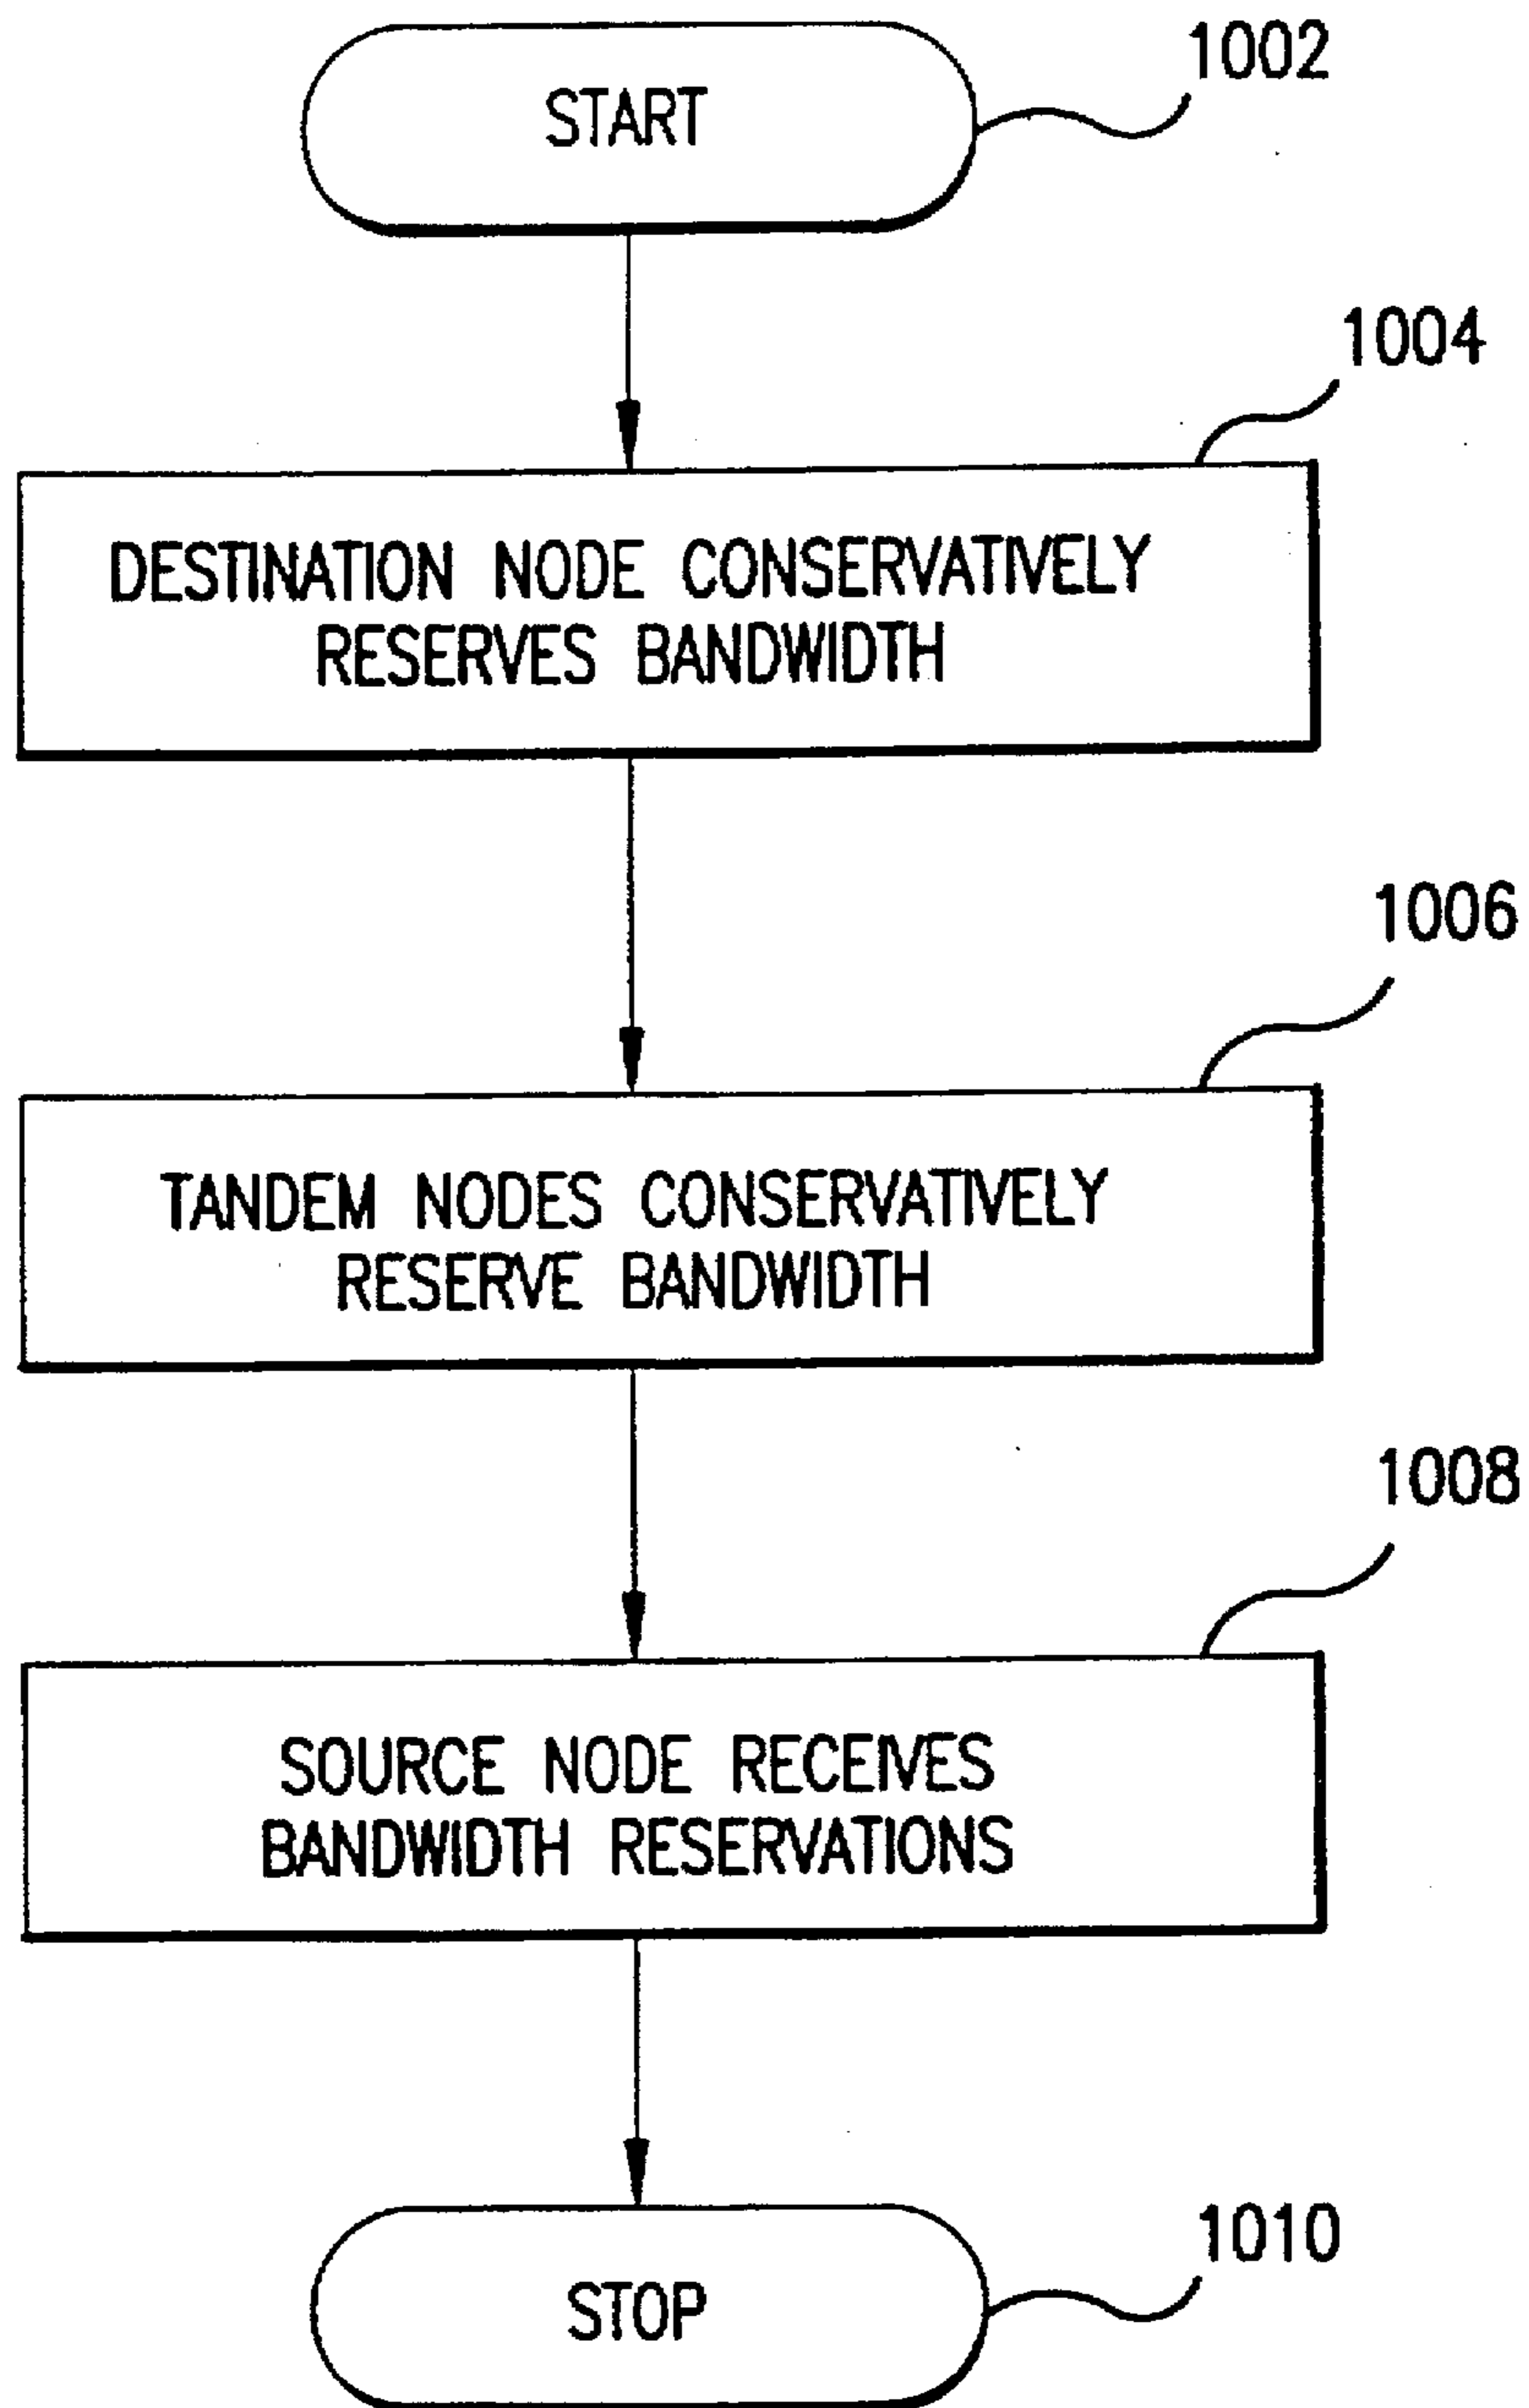 START
1002
1004
DESTINATION NODE CONSERVATIVELY
RESERVES BANDWIDTH
1006
TANDEM NODES CONSERVATIVELY
RESERVE BANDWIDTH
1008
SOURCE NODE RECEIVES
BANDWIDTH RESERVATIONS
STOP
1010